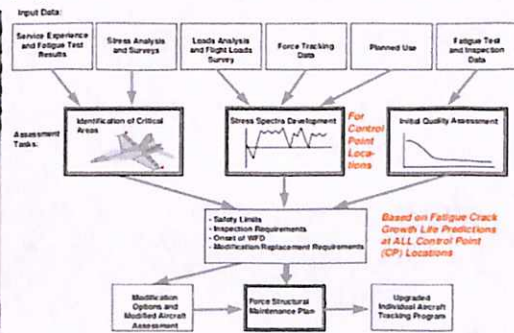 Input Data:
Service Experience
and Fatigue Test
Results
Stress Analysis
and Surveys
Loads Analysis
and Flight Loads
Survey
Force Tracking
Data
Planned Use
Fatigue Test
and Inspection
Data
Assessment
Tasks:
Identification of Critical
Areas
Stress Spectra Development
For
Control
Point
Loca-
tions
Initial Quality Assessment
- Safety Limits
- Inspection Requirements
- Onset of WFD
- Modification Replacement Requirements
Based on Fatigue Crack
Growth Life Predictions
at ALL Control Point
(CP) Locations
Modification
Options and
Modified Aircraft
Assessment
Force Structural
Maintenance Plan
Upgraded
Individual Aircraft
Tracking Program